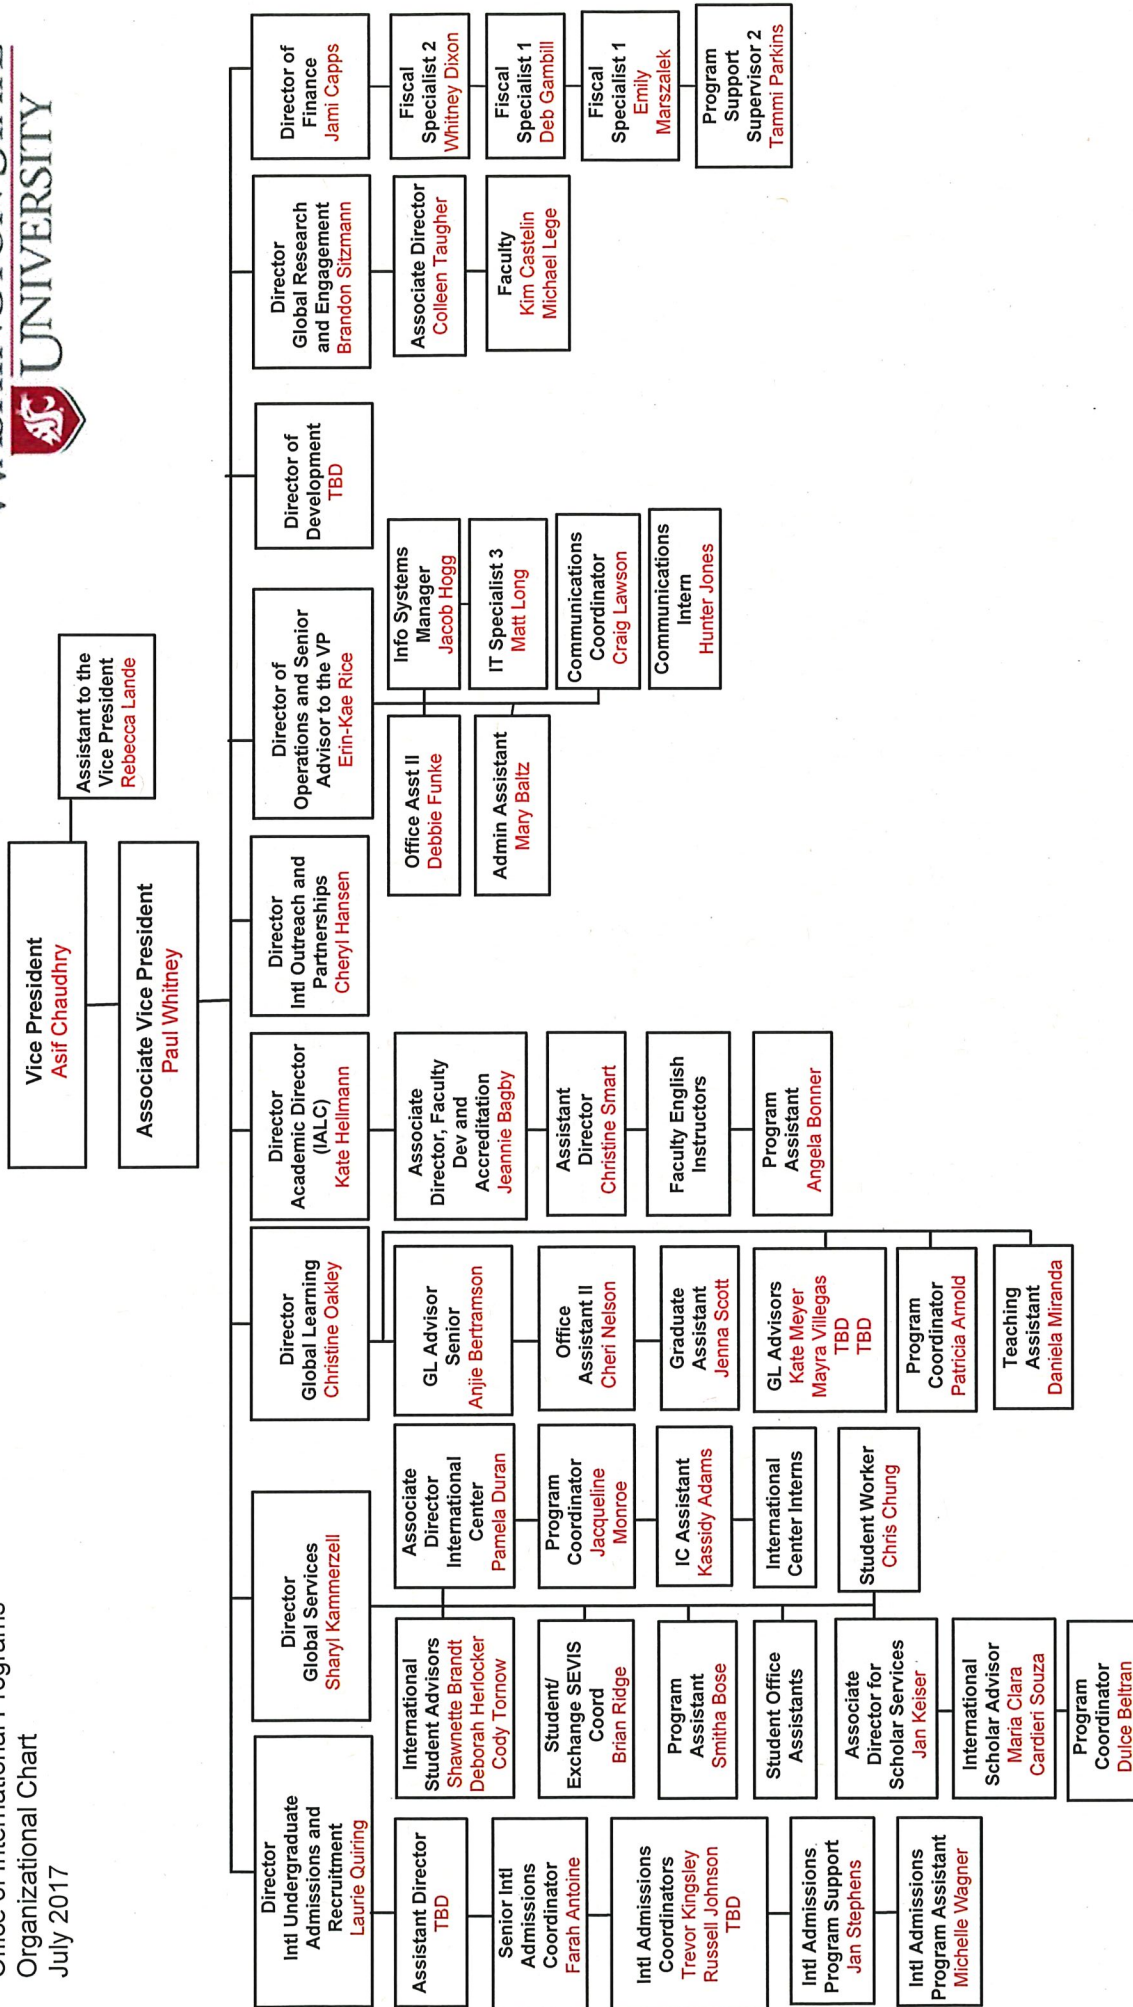 Office of International Programs
Organizational Chart
July 2017
UNIVERSITY
Vice President
Asif Chaudhry
Assistant to the
Vice President
Rebecca Lande
Associate Vice President
Paul Whitney
Director
Intl Undergraduate
Admissions and
Recruitment
Laurie Quiring
Assistant Director
TBD
Senior Intl
Admissions
Coordinator
Farah Antoine
Intl Admissions
Coordinators
Trevor Kingsley
Russell Johnson
TBD
Intl Admissions
Program Support
Jan Stephens
Intl Admissions
Program Assistant
Michelle Wagner
Director
Global Services
Sharyl Kammerzell
International
Student Advisors
Shawnette Brandt
Deborah Herlocker
Cody Tornow
Student/
Exchange SEVIS
Coord
Brian Ridge
Program
Assistant
Smitha Bose
Student Office
Assistants
Associate
Director for
Scholar Services
Jan Keiser
International
Scholar Advisor
Maria Clara
Cardieri Souza
Program
Coordinator
Dulce Beltran
Associate
Director
International
Center
Pamela Duran
Program
Coordinator
Jacqueline
Monroe
IC Assistant
Kassidy Adams
International
Center Interns
Student Worker
Chris Chung
Director
Global Learning
Christine Oakley
GL Advisor
Senior
Anjie Bertramson
Office
Assistant II
Cheri Nelson
Graduate
Assistant
Jenna Scott
GL Advisors
Kate Meyer
Mayra Villegas
TBD
TBD
Program
Coordinator
Patricia Arnold
Teaching
Assistant
Daniela Miranda
Director
Academic Director
(IALC)
Kate Hellmann
Associate
Director, Faculty
Dev and
Accreditation
Jeannie Bagby
Assistant
Director
Christine Smart
Faculty English
Instructors
Program
Assistant
Angela Bonner
Director
Intl Outreach and
Partnerships
Cheryl Hansen
Director of
Operations and Senior
Advisor to the VP
Erin-Kae Rice
Office Asst II
Debbie Funke
Admin Assistant
Mary Baltz
Info Systems
Manager
Jacob Hogg
IT Specialist 3
Matt Long
Communications
Coordinator
Craig Lawson
Communications
Intern
Hunter Jones
Director of
Development
TBD
Director
Global Research
and Engagement
Brandon Sitzmann
Associate Director
Colleen Taugher
Faculty
Kim Castelin
Michael Lege
Director of
Finance
Jami Capps
Fiscal
Specialist 2
Whitney Dixon
Fiscal
Specialist 1
Deb Gambill
Fiscal
Specialist 1
Emily
Marszalek
Program
Support
Supervisor 2
Tammi Parkins